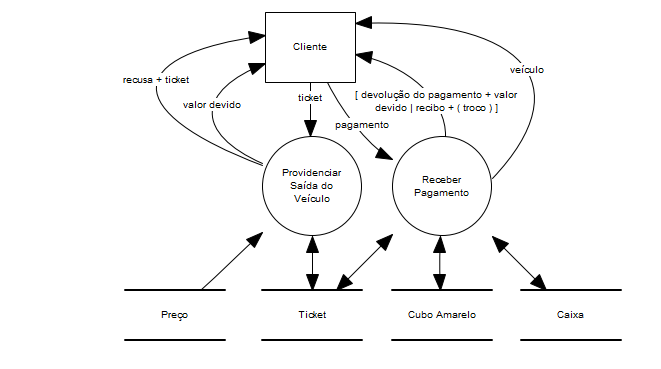 Cliente
veículo
recusa + ticket
ticket
[ devolução do pagamento + valor
devido | recibo + ( troco ) ]
valor devido
pagamento
Providenciar
Saída do
Veículo
Receber
Pagamento
Preço
Ticket
Cubo Amarelo
Caixa